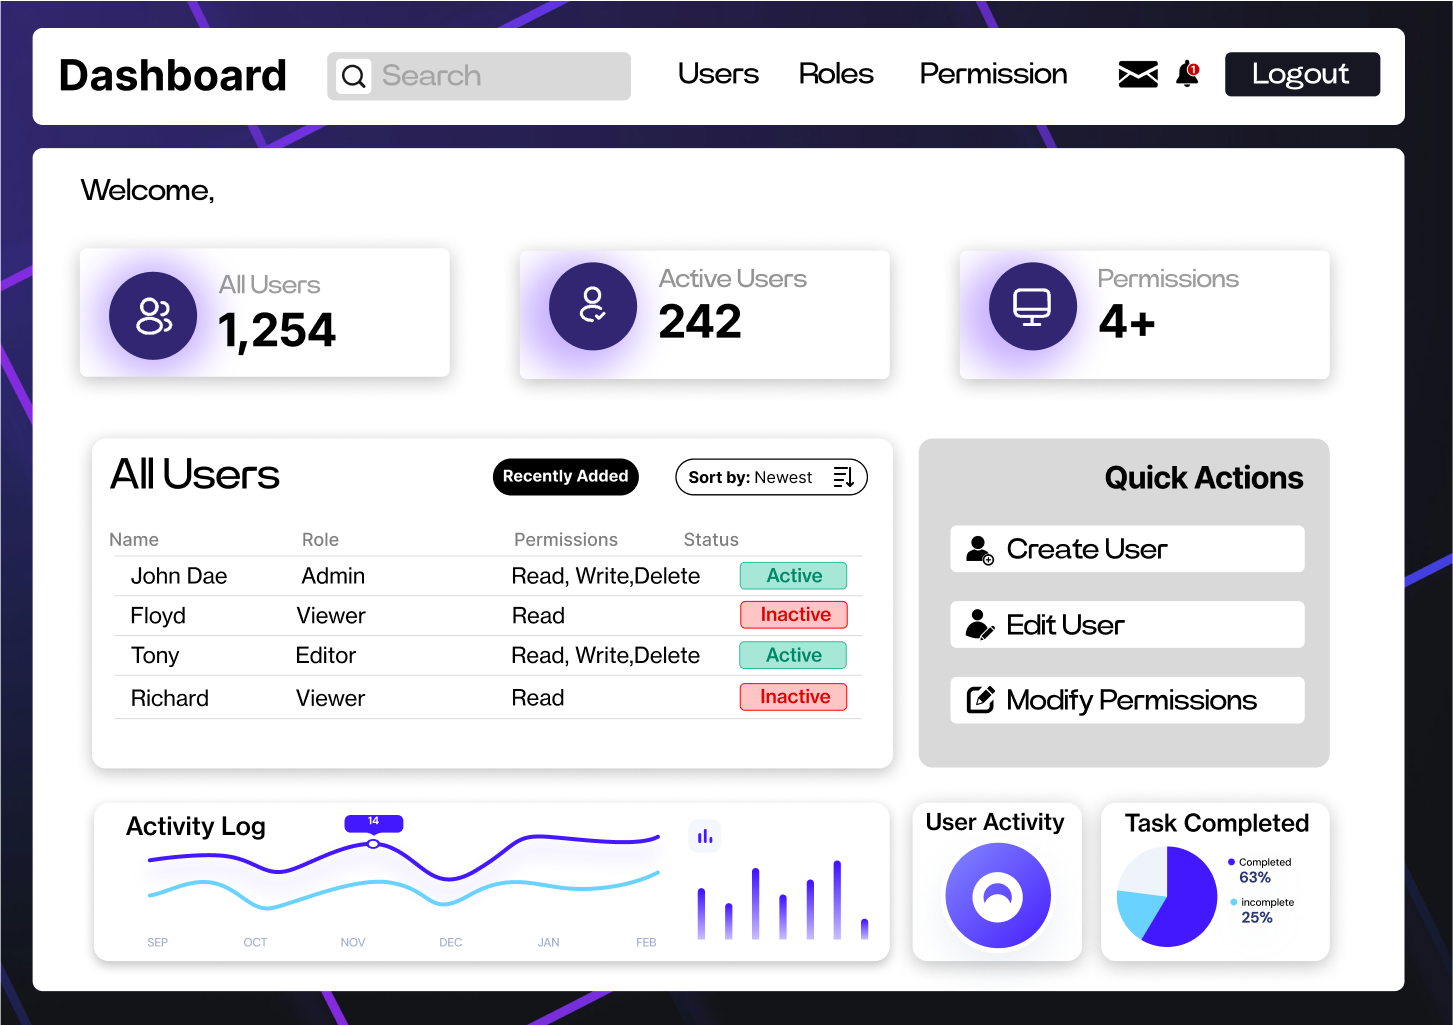 Dashboard
Search
Users
Roles
Permission
1
Logout
Welcome,
All Users
1,254
Active Users
242
Permissions
4+
All Users
Recently Added
Sort by: Newest
Name Role Permissions Status
John Dae Admin Read, Write,Delete Active
Floyd Viewer Read Inactive
Tony Editor Read, Write,Delete Active
Richard Viewer Read Inactive
Quick Actions
Create User
Edit User
Modify Permissions
Activity Log
14
SEP OCT NOV DEC JAN FEB
User Activity
Task Completed
Completed
63%
incomplete
25%